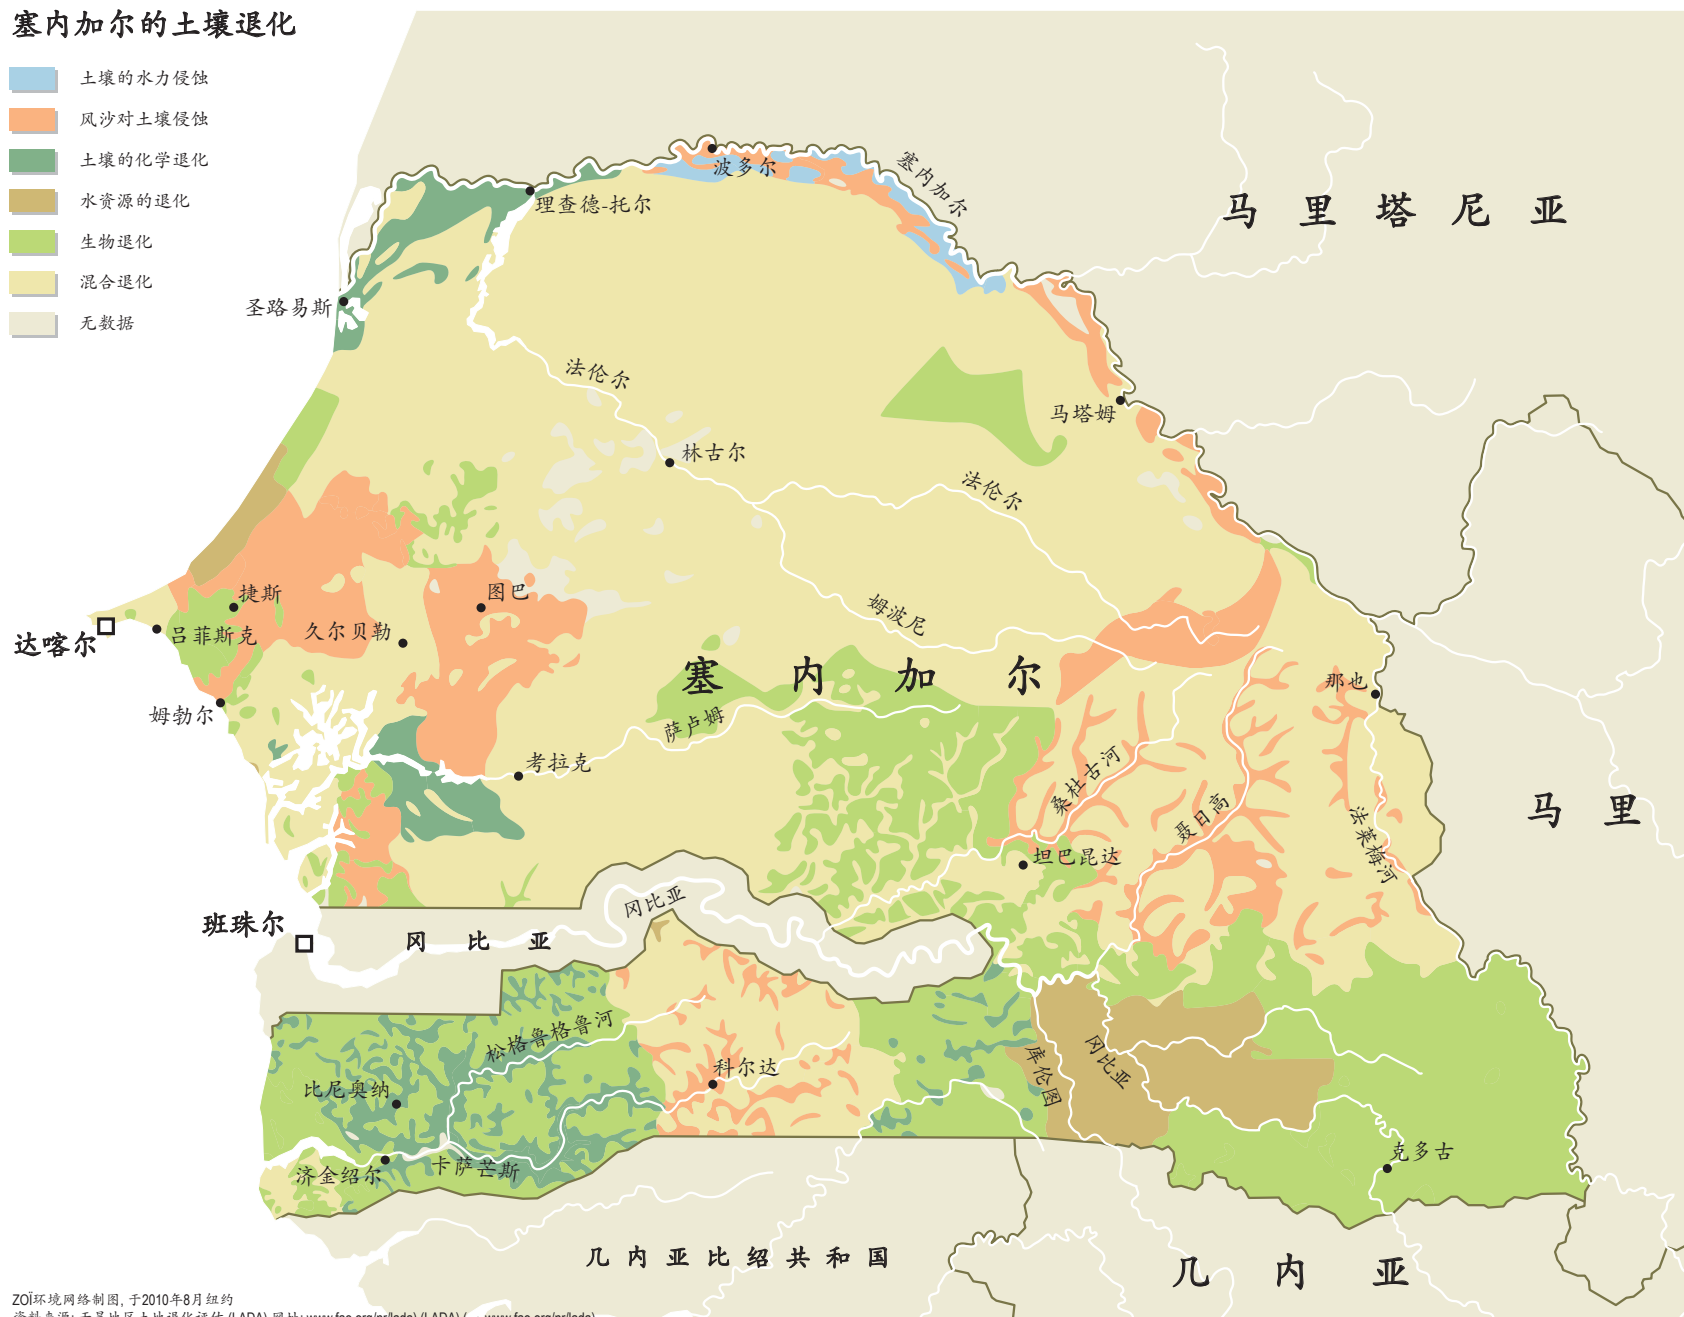 塞内加尔的土壤退化
土壤的水力侵蚀
风沙对土壤侵蚀
土壤的化学退化
水资源的退化
生物退化
混合退化
无数据
波多尔
塞内加尔
理查德-托尔
马里塔尼亚
圣路易斯
法伦尔
马塔姆
林古尔
法伦尔
捷斯
图巴
达喀尔
吕菲斯克
久尔贝勒
姆波尼
塞内加尔
那也
姆勃尔
萨卢姆
考拉克
桑杜古河
聂日高
法莱梅河
马里
坦巴昆达
冈比亚
班珠尔
冈比亚
松格鲁格鲁河
科尔达
库伦图
冈比亚
比尼奥纳
济金绍尔
卡萨芒斯
克多古
几内亚比绍共和国
几内亚
ZOÏ环境网络制图, 于2010年8月纽约